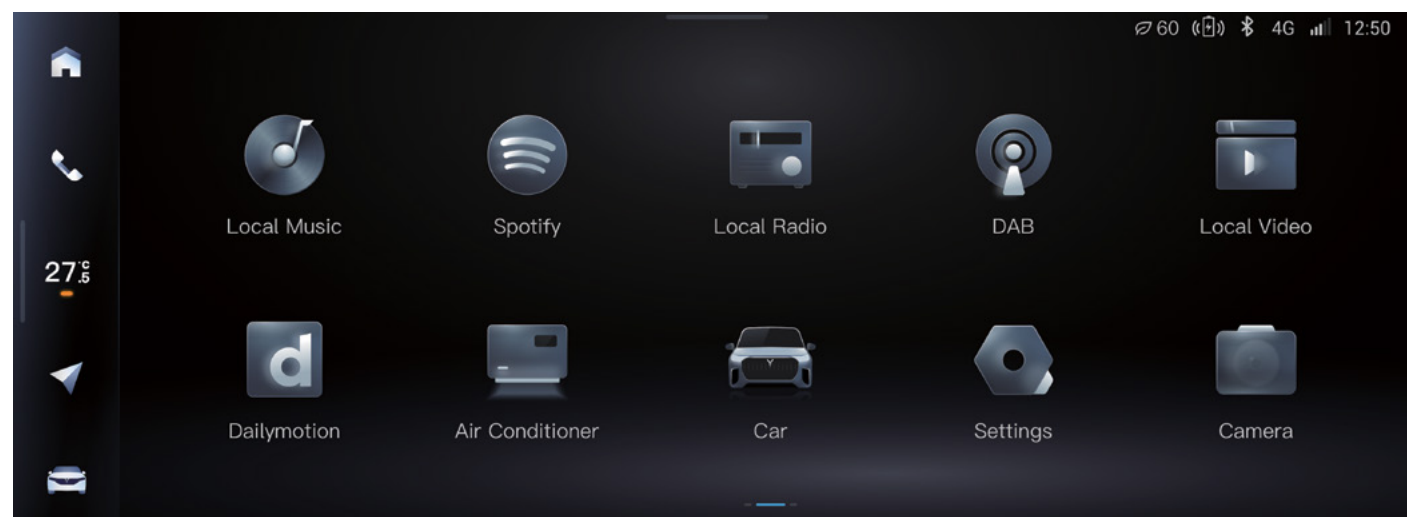 60 4G 12:50
27.5°C
Local Music Spotify Local Radio DAB Local Video
d
Dailymotion Air Conditioner Car Settings Camera